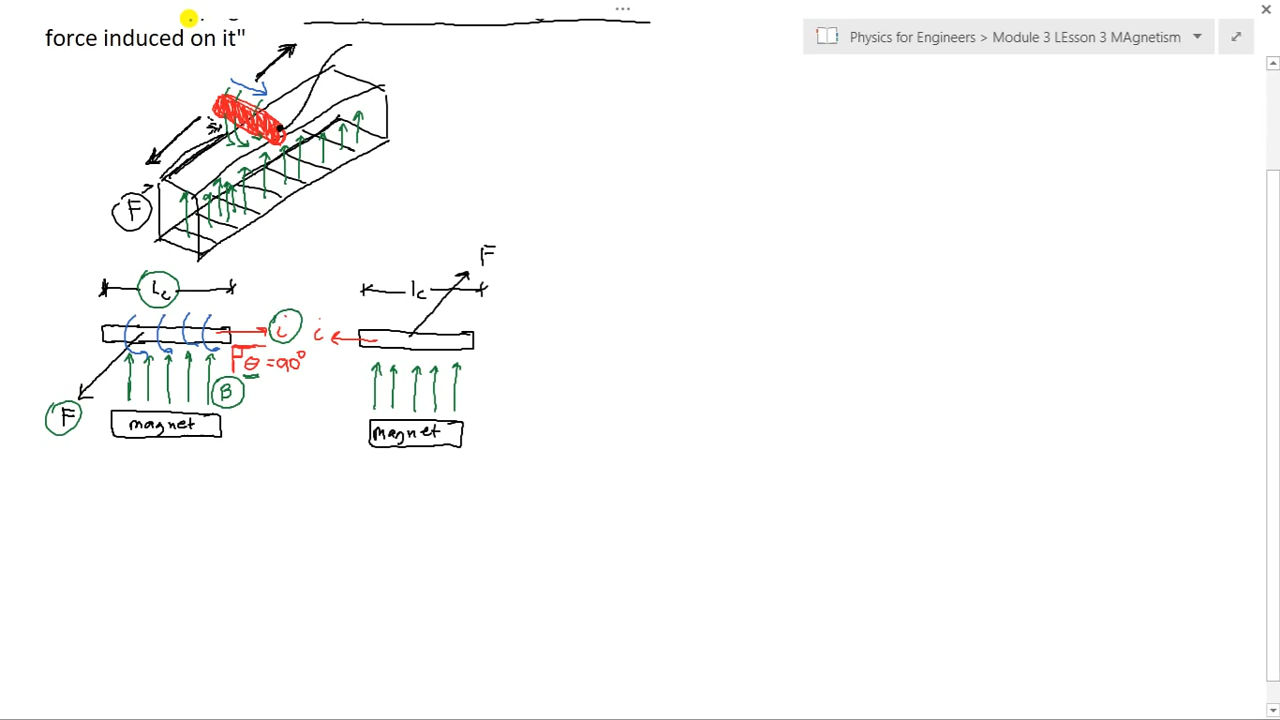 force induced on it"
Physics for Engineers > Module 3 LEsson 3 MAgnetism
F
Lc
i
θ = 90°
B
F
magnet
F
Lc
i
magnet